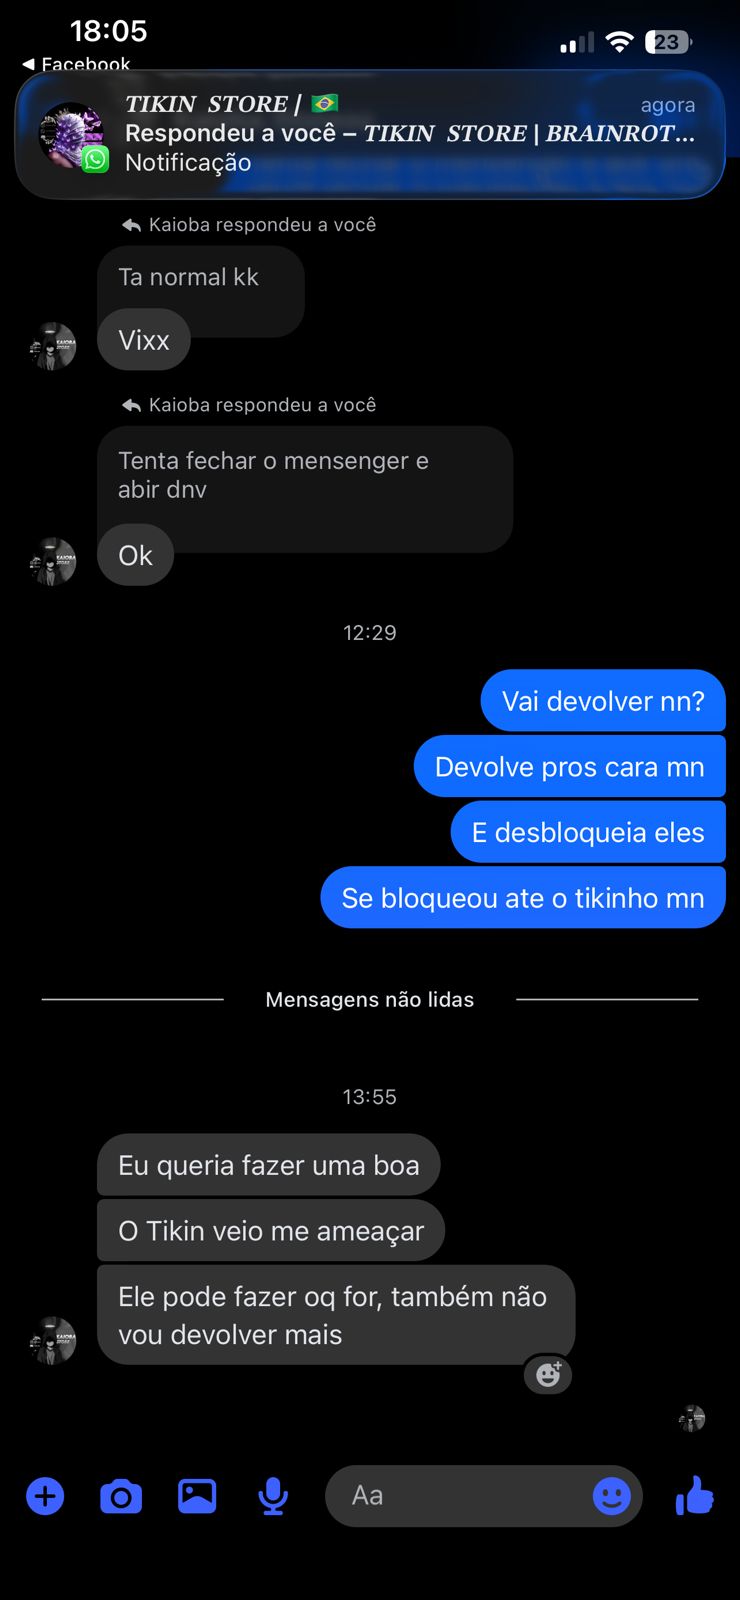 18:05
23
◀ Facebook
TIKIN STORE / 🇧🇷
agora
Respondeu a você – TIKIN STORE | BRAINROT...
Notificação
Kaioba respondeu a você
Ta normal kk
Vixx
Kaioba respondeu a você
Tenta fechar o mensenger e
abir dnv
Ok
12:29
Vai devolver nn?
Devolve pros cara mn
E desbloqueia eles
Se bloqueou ate o tikinho mn
Mensagens não lidas
13:55
Eu queria fazer uma boa
O Tikin veio me ameaçar
Ele pode fazer oq for, também não
vou devolver mais
Aa